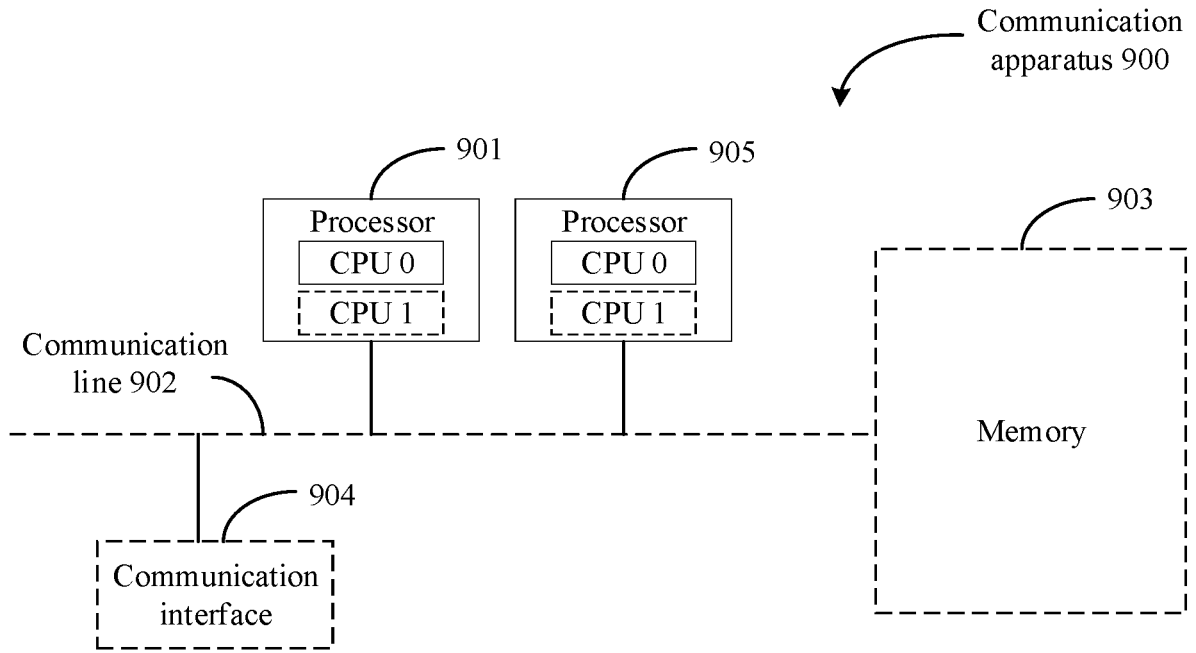 Communication
apparatus 900
901
905
903
Processor
CPU 0
CPU 1
Processor
CPU 0
CPU 1
Communication
line 902
Memory
904
Communication
interface